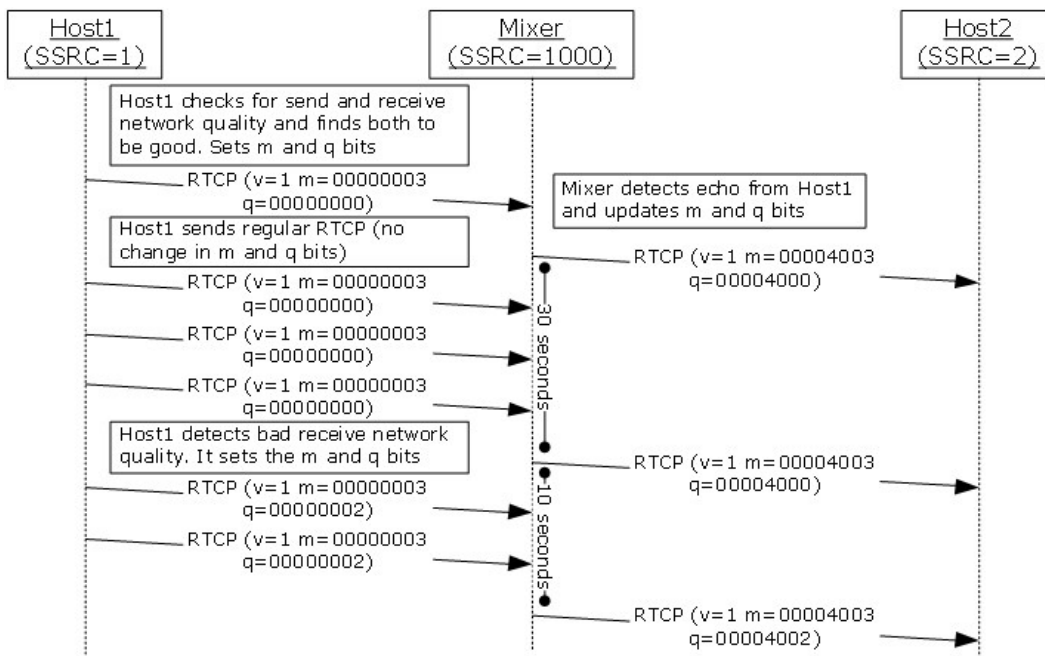 Host1
(SSRC=1)
Mixer
(SSRC=1000)
Host2
(SSRC=2)
Host1 checks for send and receive
network quality and finds both to
be good. Sets m and q bits
RTCP (v=1 m=00000003
q=00000000)
Mixer detects echo from Host1
and updates m and q bits
Host1 sends regular RTCP (no
change in m and q bits)
RTCP (v=1 m=00004003
q=00004000)
RTCP (v=1 m=00000003
q=00000000)
30 seconds
RTCP (v=1 m=00000003
q=00000000)
RTCP (v=1 m=00000003
q=00000000)
Host1 detects bad receive network
quality. It sets the m and q bits
RTCP (v=1 m=00004003
q=00004000)
RTCP (v=1 m=00000003
q=00000002)
10 seconds
RTCP (v=1 m=00000003
q=00000002)
RTCP (v=1 m=00004003
q=00004002)